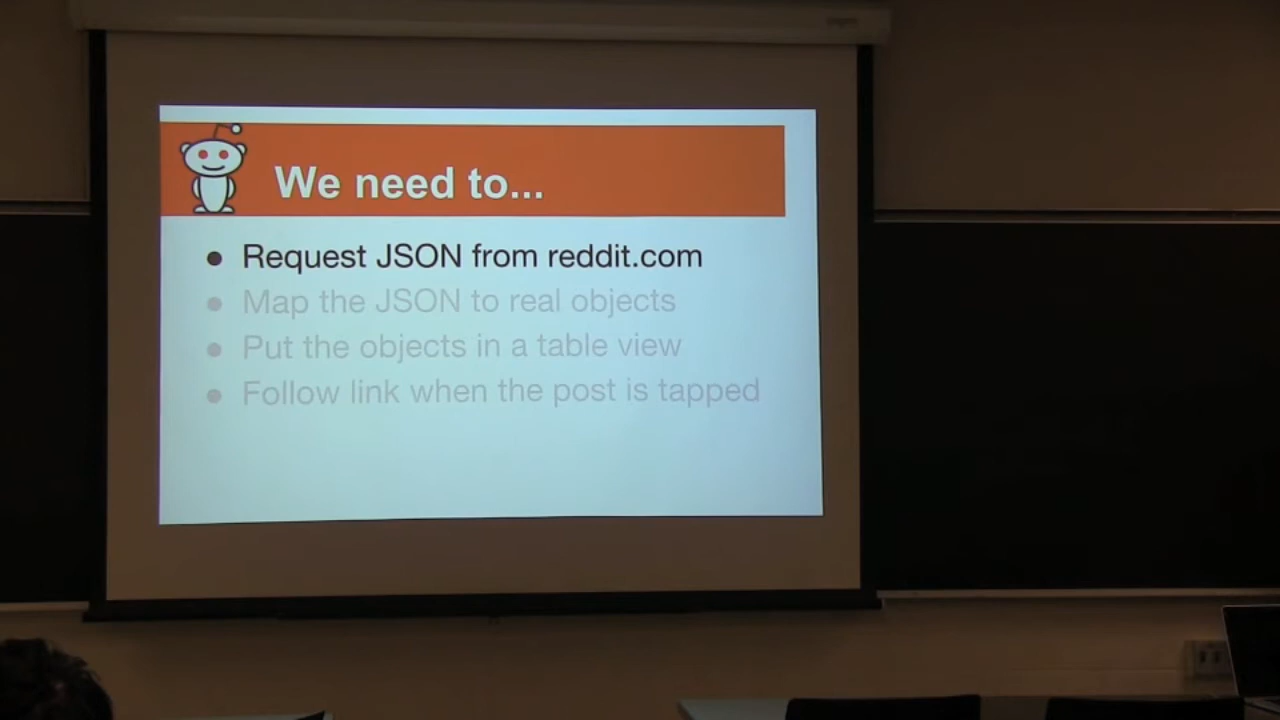 We need to...
Request JSON from reddit.com
Map the JSON to real objects
Put the objects in a table view
Follow link when the post is tapped